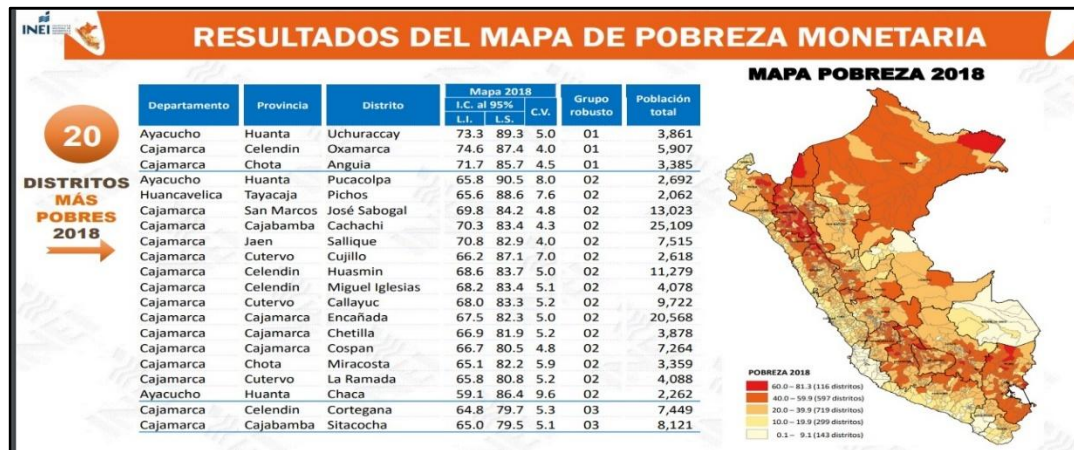 INEI
RESULTADOS DEL MAPA DE POBREZA MONETARIA
20
DISTRITOS
MÁS
POBRES
2018
Departamento Provincia Distrito Mapa 2018 I.C. al 95% L.I. L.S. C.V. Grupo robusto Población total
Ayacucho Huanta Uchuraccay 73.3 89.3 5.0 01 3,861
Cajamarca Celendin Oxamarca 74.6 87.4 4.0 01 5,907
Cajamarca Chota Anguia 71.7 85.7 4.5 01 3,385
Ayacucho Huanta Pucacolpa 65.8 90.5 8.0 02 2,692
Huancavelica Tayacaja Pichos 65.6 88.6 7.6 02 2,062
Cajamarca San Marcos José Sabogal 69.8 84.2 4.8 02 13,023
Cajamarca Cajabamba Cachachi 70.3 83.4 4.3 02 25,109
Cajamarca Jaen Sallique 70.8 82.9 4.0 02 7,515
Cajamarca Cutervo Cujillo 66.2 87.1 7.0 02 2,618
Cajamarca Celendin Huasmin 68.6 83.7 5.0 02 11,279
Cajamarca Celendin Miguel Iglesias 68.2 83.4 5.1 02 4,078
Cajamarca Cutervo Callayuc 68.0 83.3 5.2 02 9,722
Cajamarca Cajamarca Encañada 67.5 82.3 5.0 02 20,568
Cajamarca Cajamarca Chetilla 66.9 81.9 5.2 02 3,878
Cajamarca Cajamarca Cospan 66.7 80.5 4.8 02 7,264
Cajamarca Chota Miracosta 65.1 82.2 5.9 02 3,359
Cajamarca Cutervo La Ramada 65.8 80.8 5.2 02 4,088
Ayacucho Huanta Chaca 59.1 86.4 9.6 02 2,262
Cajamarca Celendin Cortegana 64.8 79.7 5.3 03 7,449
Cajamarca Cajabamba Sitacocha 65.0 79.5 5.1 03 8,121
MAPA POBREZA 2018
POBREZA 2018
60.0 – 81.3 (116 distritos)
40.0 – 59.9 (597 distritos)
20.0 – 39.9 (719 distritos)
10.0 – 19.9 (299 distritos)
0.1 – 9.1 (143 distritos)